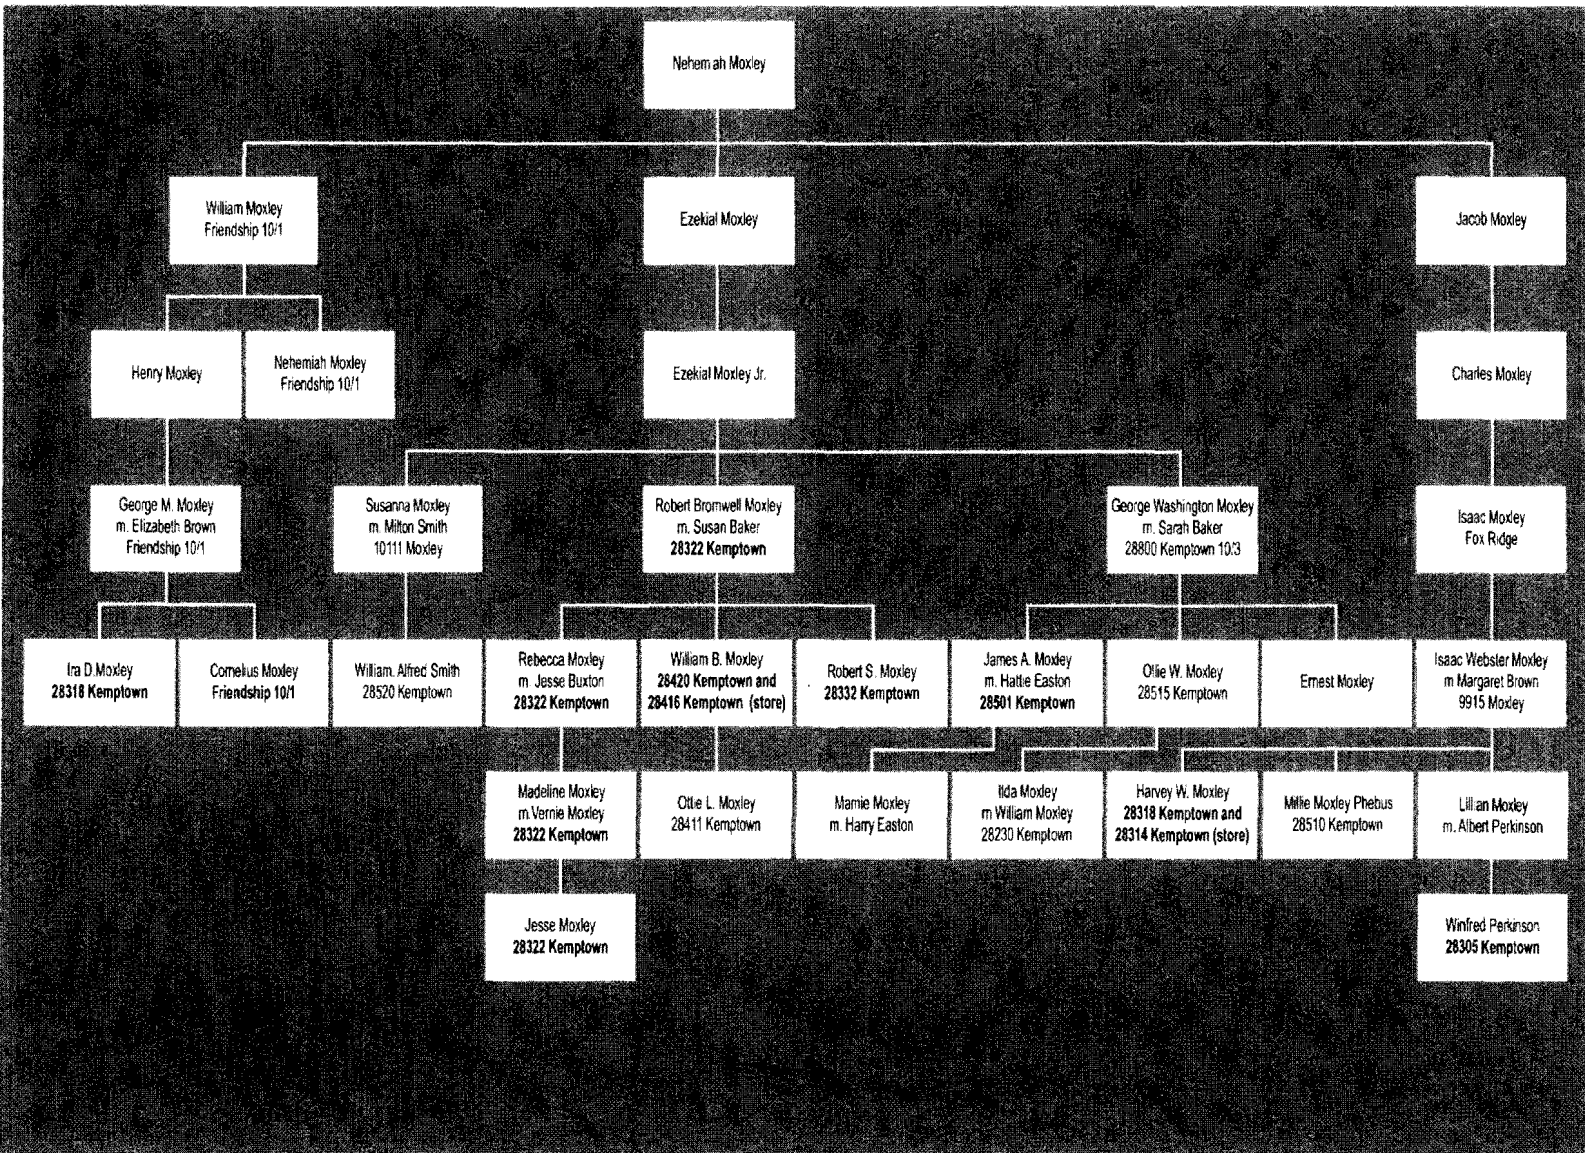 Nehemiah Moxley
William Moxley
Friendship 10/1
Ezekial Moxley
Jacob Moxley
Henry Moxley
Nehemiah Moxley
Friendship 10/1
Ezekial Moxley Jr.
Charles Moxley
George M. Moxley
m. Elizabeth Brown
Friendship 10/1
Susanna Moxley
m. Milton Smith
10111 Moxley
Robert Bromwell Moxley
m. Susan Baker
28322 Kemptown
George Washington Moxley
m. Sarah Baker
28800 Kemptown 10/3
Isaac Moxley
Fox Ridge
Ira D.Moxley
28318 Kemptown
Cornelius Moxley
Friendship 10/1
William. Alfred Smith
28520 Kemptown
Rebecca Moxley
m. Jesse Buxton
28322 Kemptown
William B. Moxley
28420 Kemptown and
28416 Kemptown (store)
Robert S. Moxley
28332 Kemptown
James A. Moxley
m. Hattie Easton
28501 Kemptown
Ollie W. Moxley
28515 Kemptown
Ernest Moxley
Isaac Webster Moxley
m Margaret Brown
9915 Moxley
Madeline Moxley
m.Vernie Moxley
28322 Kemptown
Ottie L. Moxley
28411 Kemptown
Mamie Moxley
m. Harry Easton
Ilda Moxley
m William Moxley
28230 Kemptown
Harvey W. Moxley
28318 Kemptown and
28314 Kemptown (store)
Millie Moxley Phebus
28510 Kemptown
Lillian Moxley
m. Albert Perkinson
Jesse Moxley
28322 Kemptown
Winfred Perkinson
28305 Kemptown